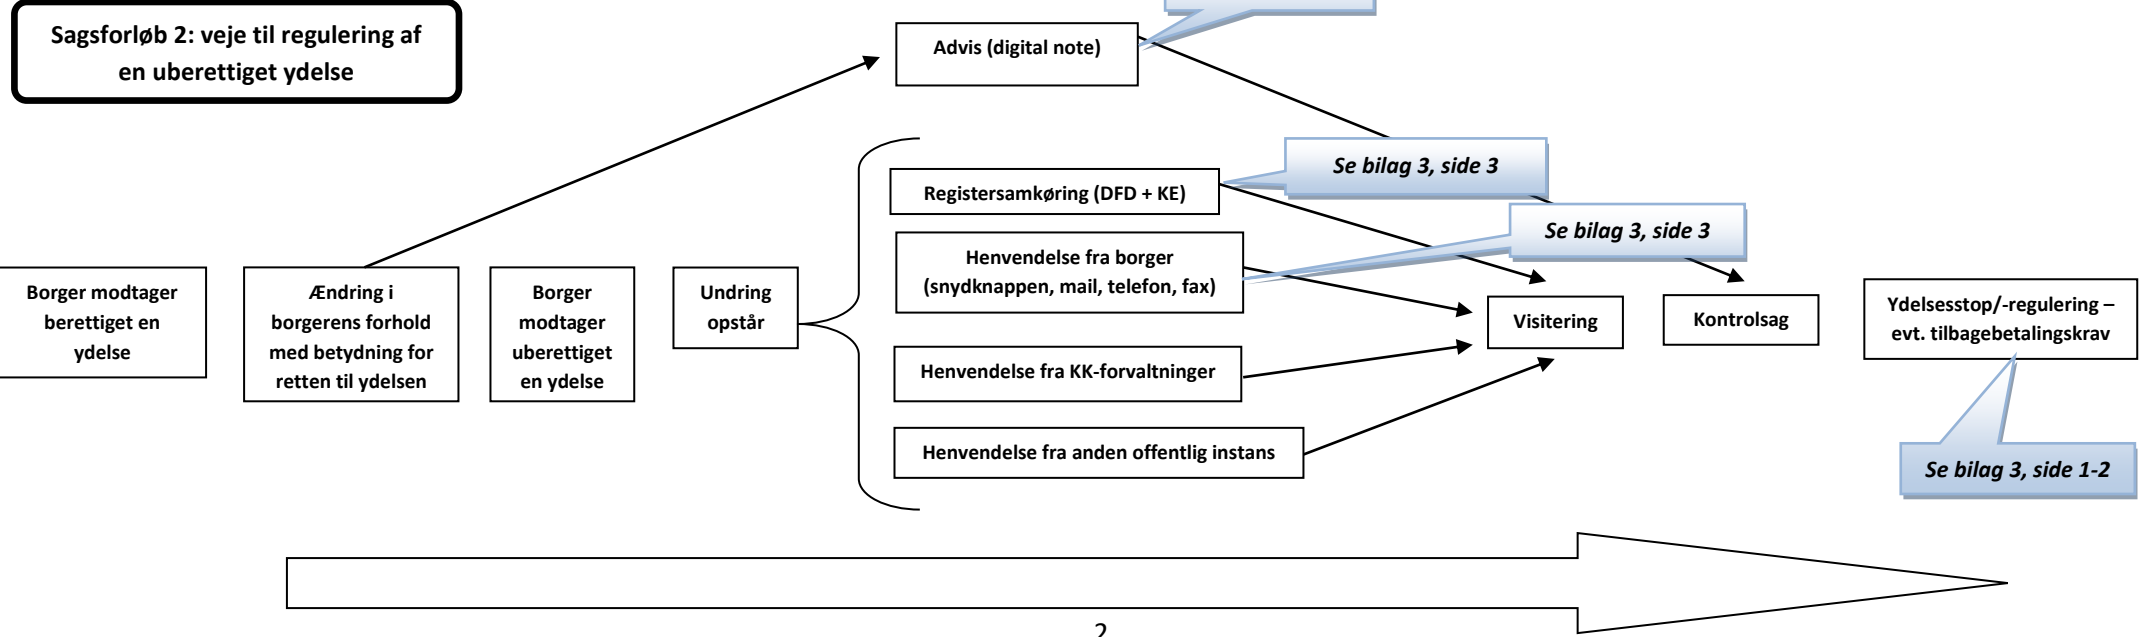 Sagsforløb 2: veje til regulering af
en uberettiget ydelse
Advis (digital note)
Se bilag 3, side 3
Registersamkøring (DFD + KE)
Se bilag 3, side 3
Henvendelse fra borger
(snydknappen, mail, telefon, fax)
Borger modtager
berettiget en
ydelse
Ændring i
borgerens forhold
med betydning for
retten til ydelsen
Borger
modtager
uberettiget
en ydelse
Undring
opstår
Visitering
Kontrolsag
Ydelsesstop/-regulering –
evt. tilbagebetalingskrav
Henvendelse fra KK-forvaltninger
Henvendelse fra anden offentlig instans
Se bilag 3, side 1-2
2